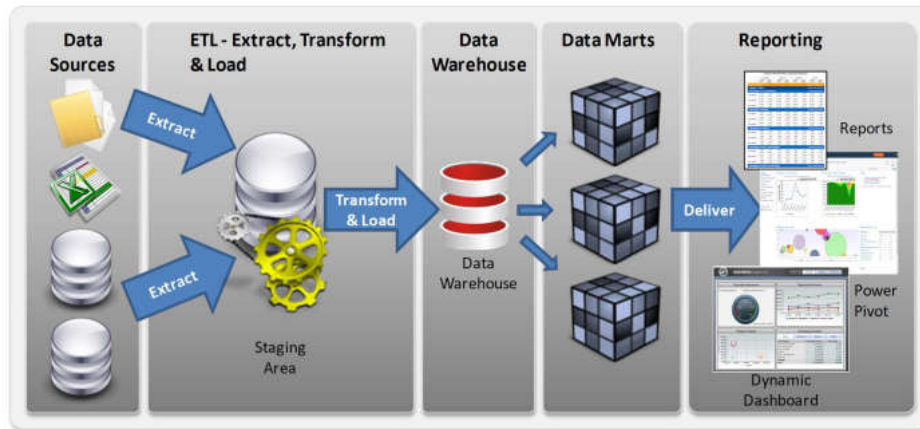 Data
Sources
ETL - Extract, Transform
& Load
Data
Warehouse
Data Marts
Reporting
Extract
Extract
Staging
Area
Transform
& Load
Data
Warehouse
Deliver
Reports
Power
Pivot
Dynamic
Dashboard